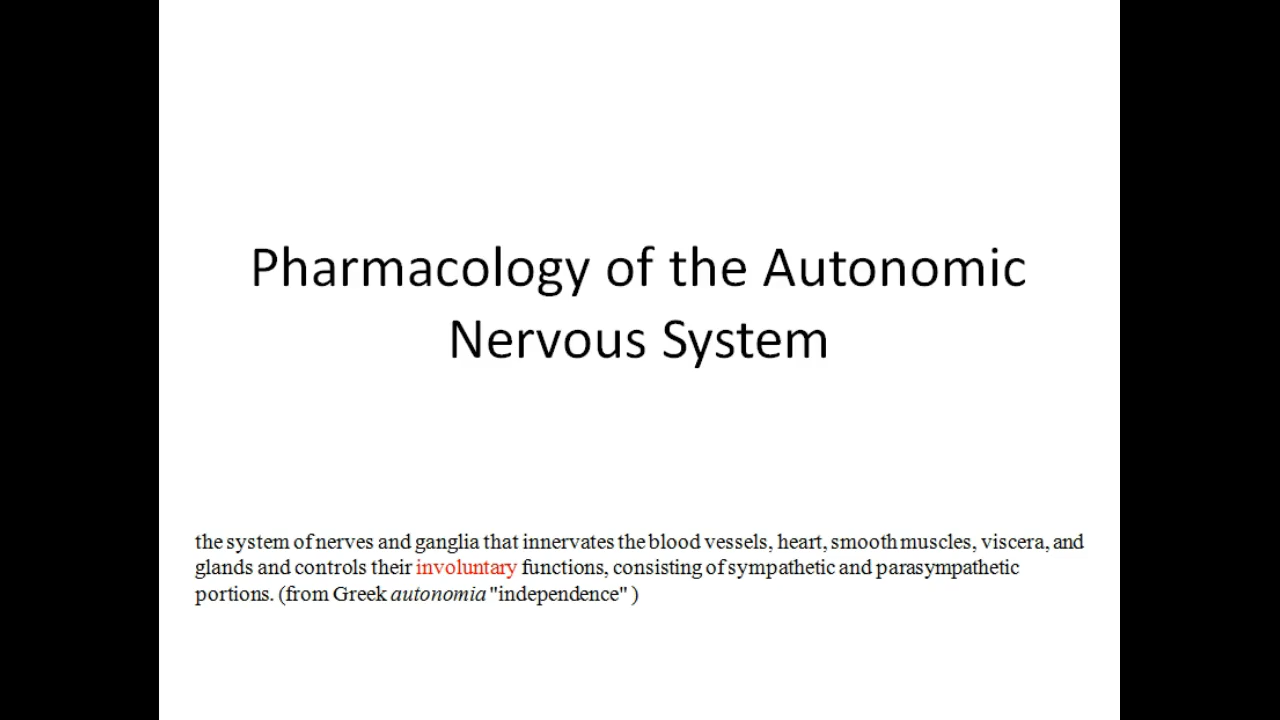 Pharmacology of the Autonomic
Nervous System
the system of nerves and ganglia that innervates the blood vessels, heart, smooth muscles, viscera, and
glands and controls their involuntary functions, consisting of sympathetic and parasympathetic
portions. (from Greek autonomia "independence" )